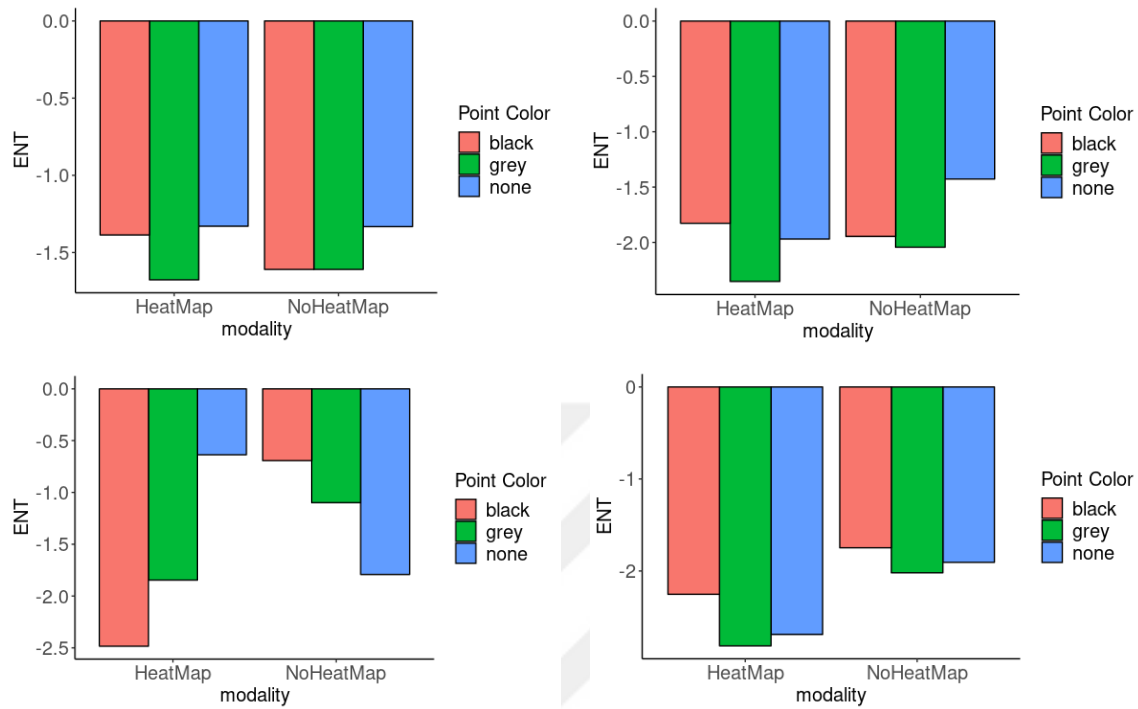 0.0
-0.5
-1.0
-1.5
ENT
HeatMap
NoHeatMap
modality
Point Color
black
grey
none
0.0
-0.5
-1.0
-1.5
-2.0
ENT
HeatMap
NoHeatMap
modality
Point Color
black
grey
none
0.0
-0.5
-1.0
-1.5
-2.0
-2.5
ENT
HeatMap
NoHeatMap
modality
Point Color
black
grey
none
0
-1
-2
ENT
HeatMap
NoHeatMap
modality
Point Color
black
grey
none